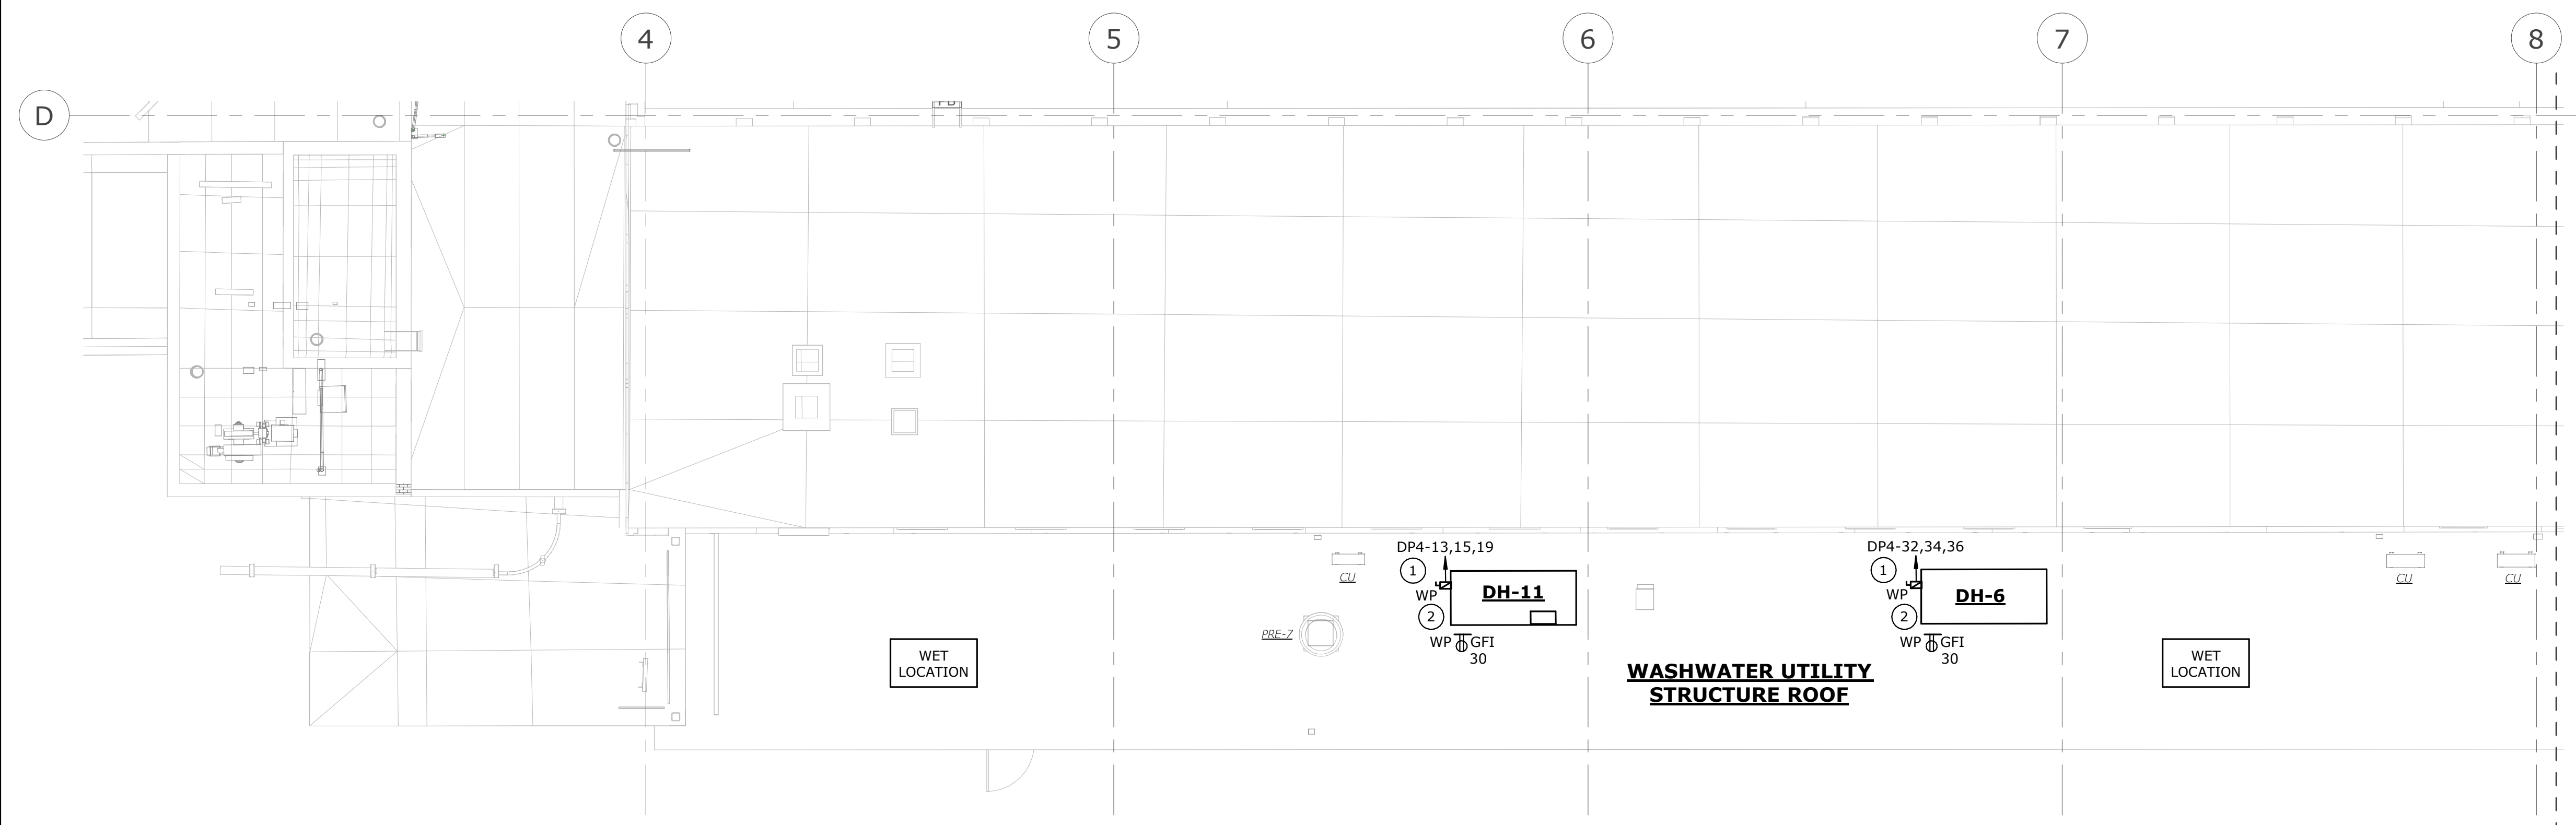 4
5
6
7
8
D
DP4-13,15,19
1
WP
2
DH-11
WP
GFI
30
CU
PRE-7
DP4-32,34,36
1
WP
2
DH-6
WP
GFI
30
CU
CU
WET
LOCATION
WASHWATER UTILITY
STRUCTURE ROOF
WET
LOCATION